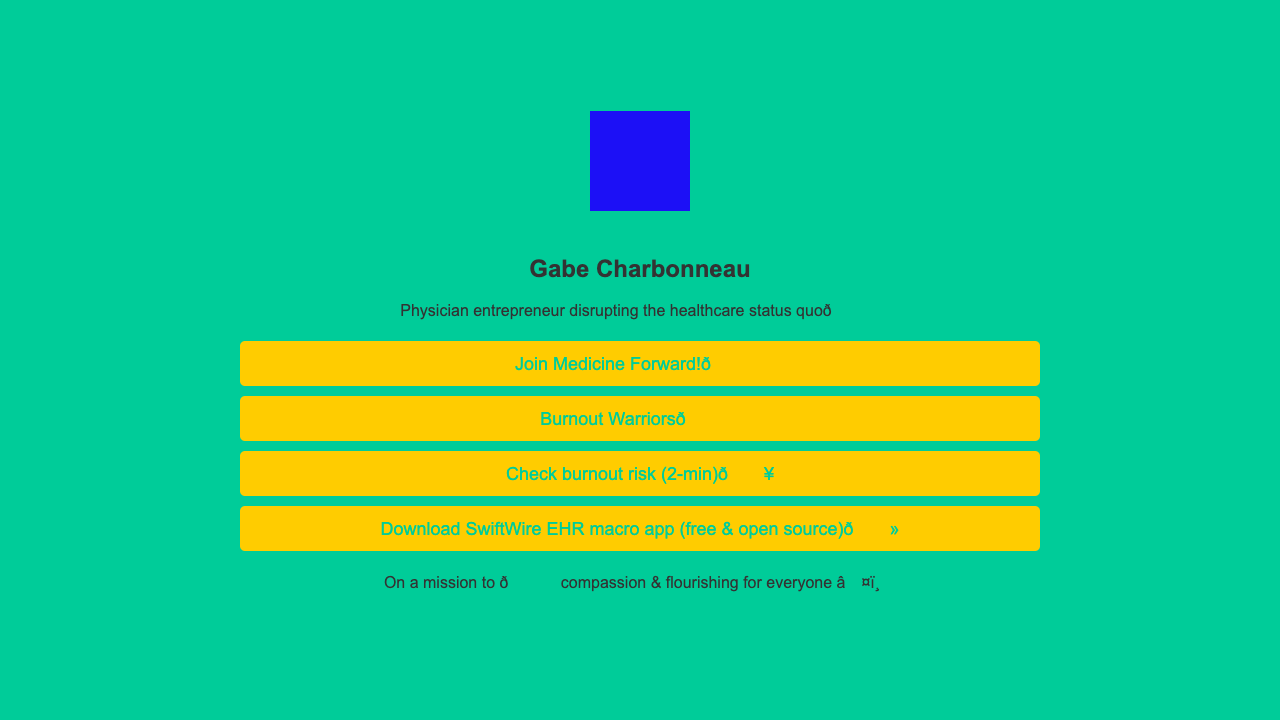 Gabe Charbonneau
Physician entrepreneur disrupting the healthcare status quoð
Join Medicine Forward!ð
Burnout Warriorsð
Check burnout risk (2-min)ð ¥
Download SwiftWire EHR macro app (free & open source)ð »
On a mission to ð compassion & flourishing for everyone â ¤ï¸